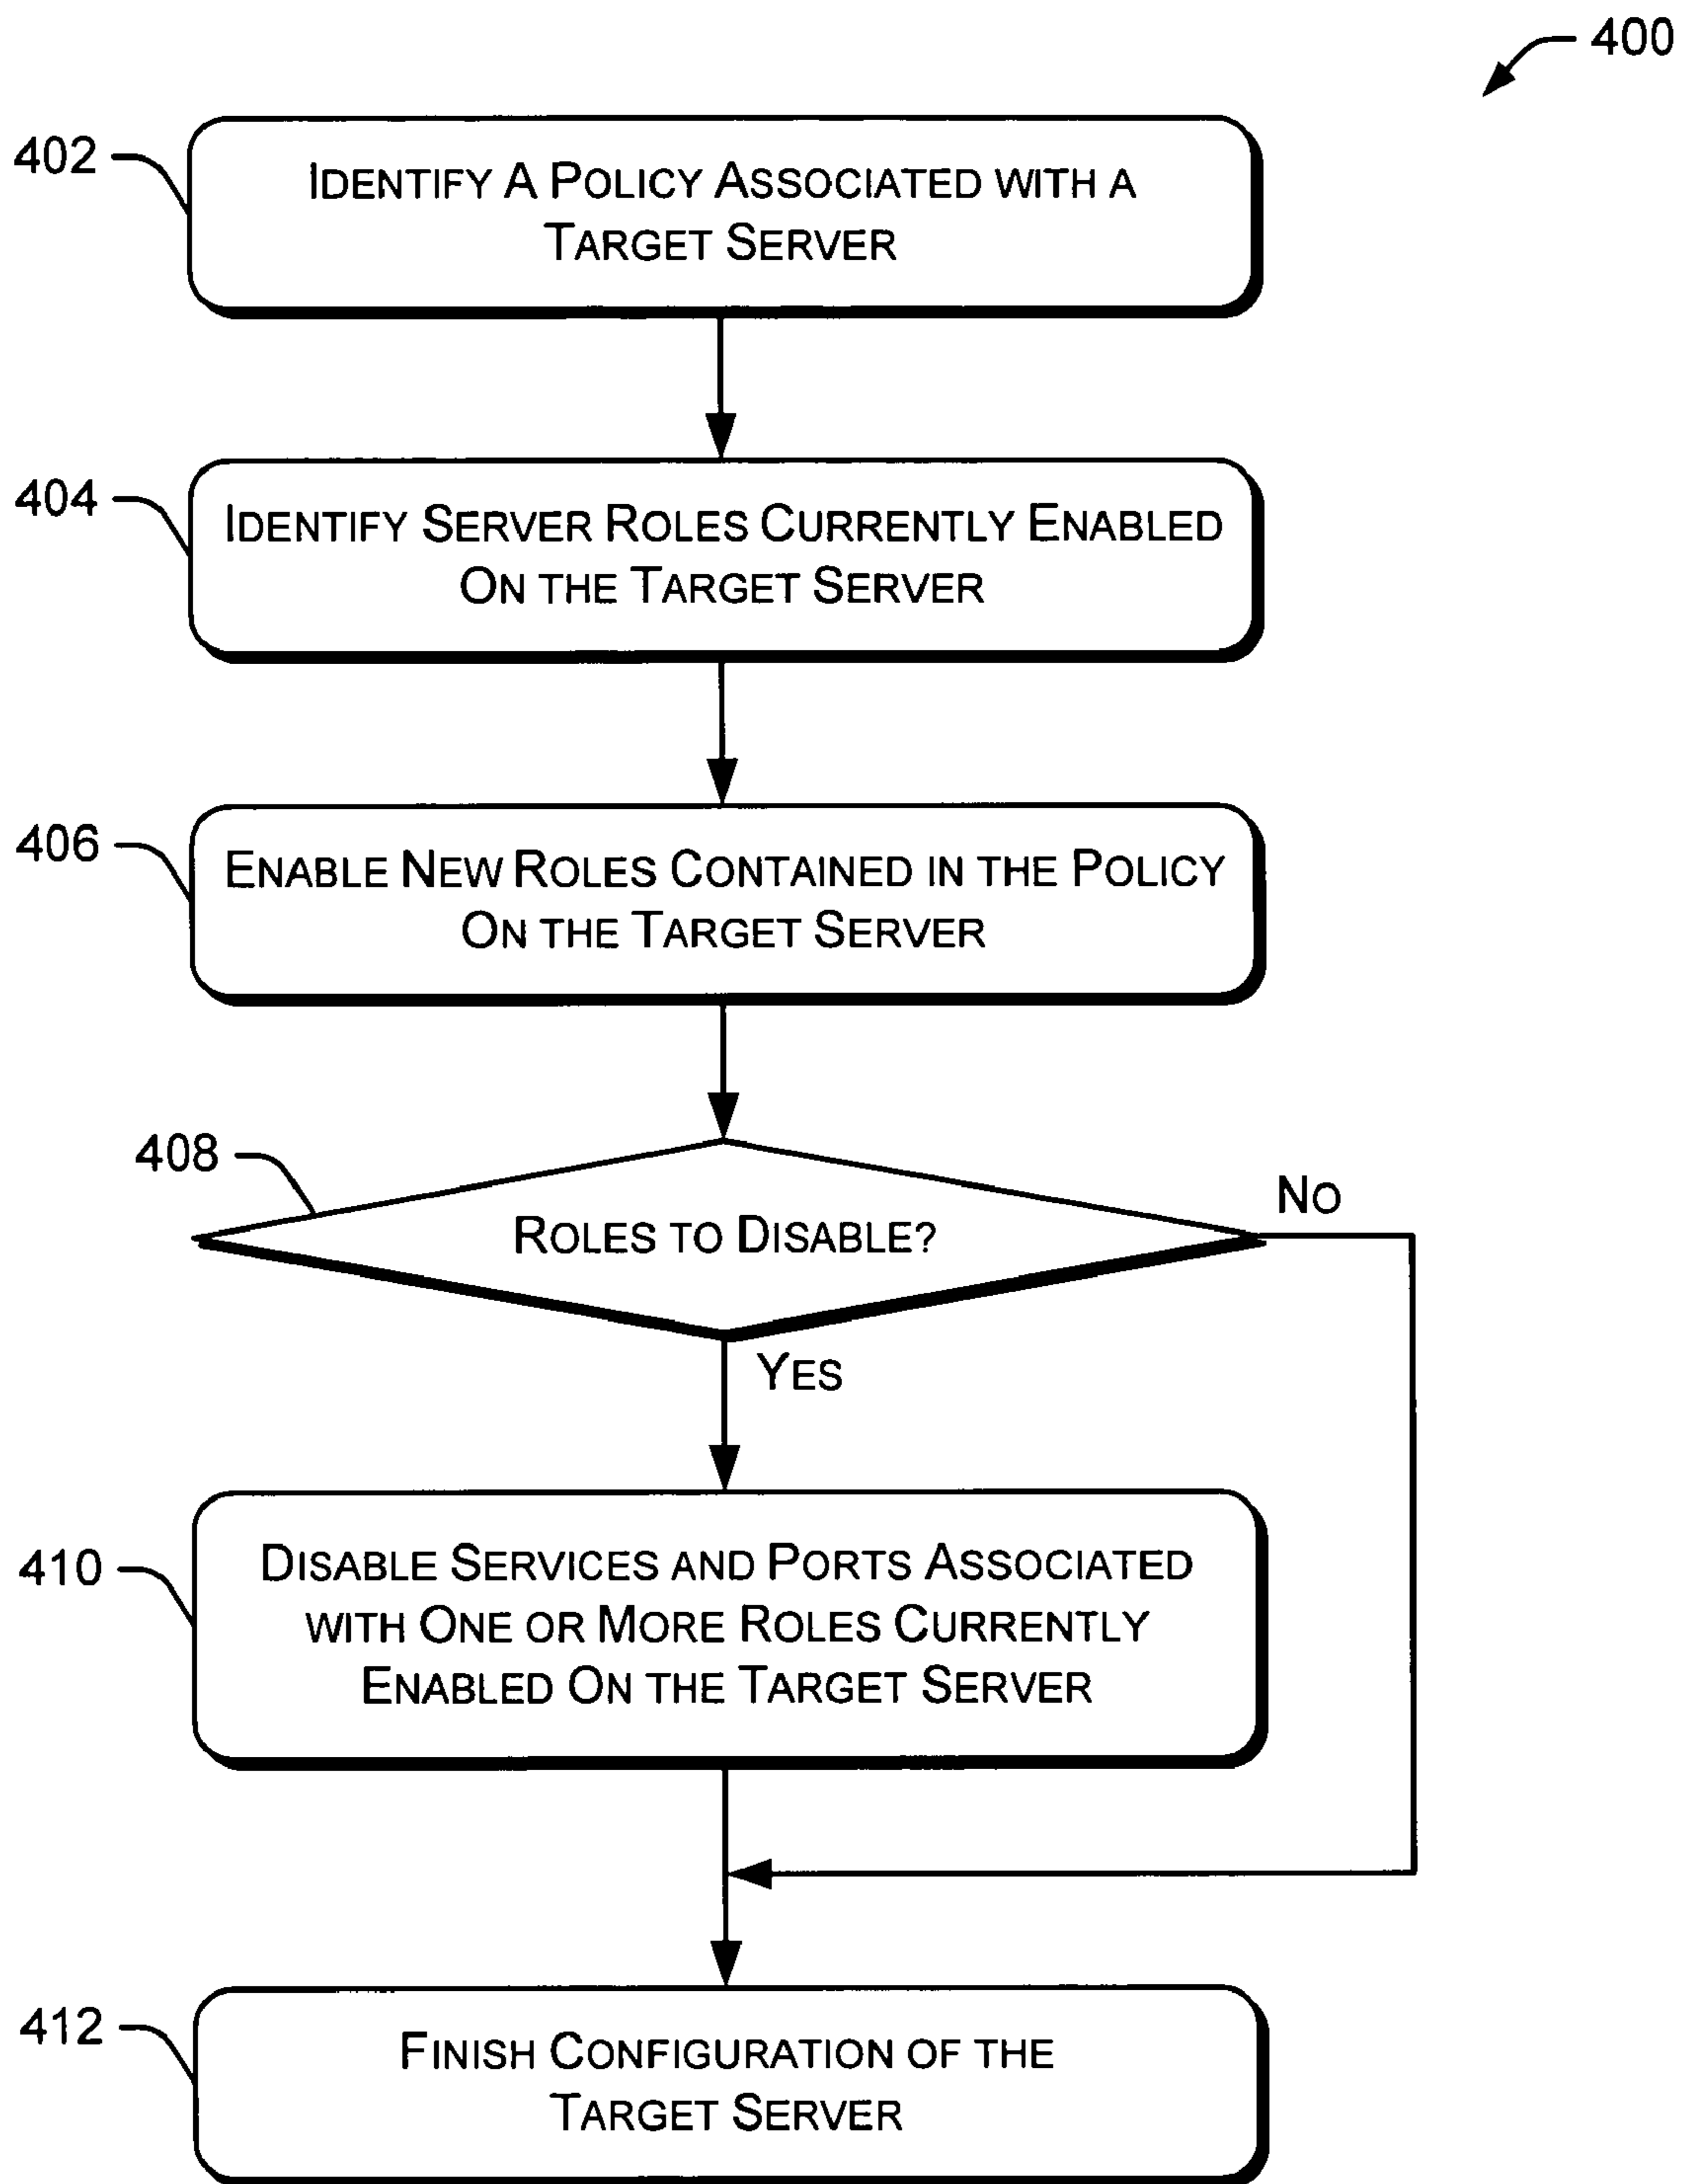 400
402
IDENTIFY A POLICY ASSOCIATED WITH A
TARGET SERVER
404
IDENTIFY SERVER ROLES CURRENTLY ENABLED
ON THE TARGET SERVER
406
ENABLE NEW ROLES CONTAINED IN THE POLICY
ON THE TARGET SERVER
408
ROLES TO DISABLE?
NO
YES
410
DISABLE SERVICES AND PORTS ASSOCIATED
WITH ONE OR MORE ROLES CURRENTLY
ENABLED ON THE TARGET SERVER
412
FINISH CONFIGURATION OF THE
TARGET SERVER